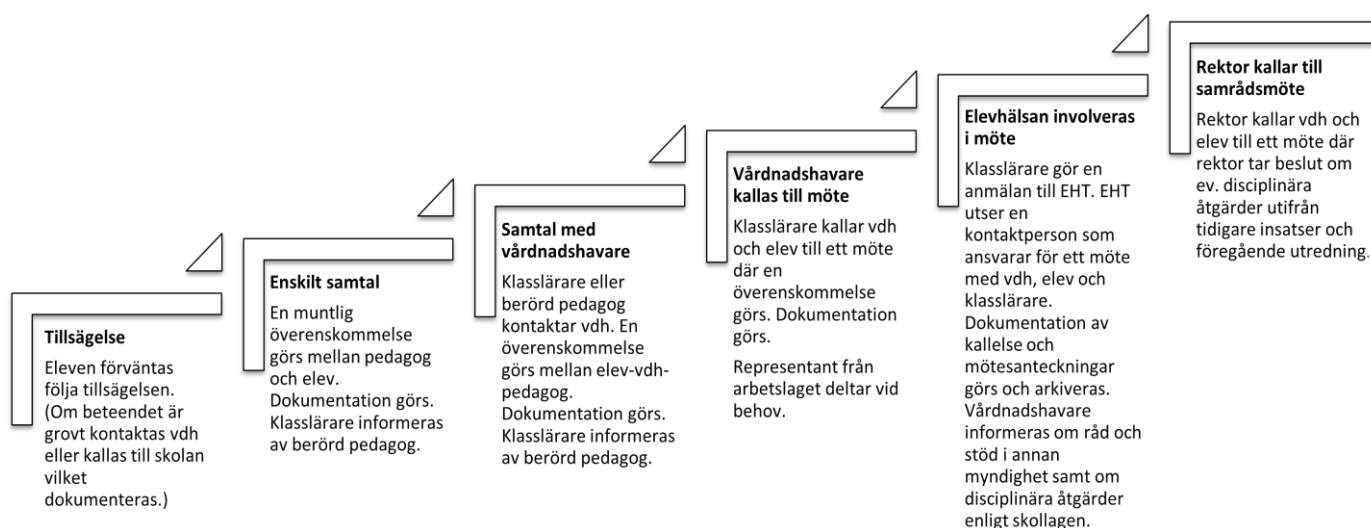 Tillsägelse
Eleven förväntas
följa tillsägelsen.
(Om beteendet är
grovt kontaktas vdh
eller kallas till skolan
vilket
dokumenteras.)
Enskilt samtal
En muntlig
överenskommelse
görs mellan pedagog
och elev.
Dokumentation görs.
Klasslärare informeras
av berörd pedagog.
Samtal med
vårdnadshavare
Klasslärare eller
berörd pedagog
kontaktar vdh. En
överenskommelse
görs mellan elev-vdh-
pedagog.
Dokumentation görs.
Klasslärare informeras
av berörd pedagog.
Vårdnadshavare
kallas till möte
Klasslärare kallar vdh
och elev till ett möte
där en
överenskommelse
görs. Dokumentation
görs.
Representant från
arbetslaget deltar vid
behov.
Elevhälsan involveras
i möte
Klasslärare gör en
anmälan till EHT. EHT
utser en
kontaktperson som
ansvarar för ett möte
med vdh, elev och
klasslärare.
Dokumentation av
kallelse och
mötesanteckningar
görs och arkiveras.
Vårdnadshavare
informeras om råd och
stöd i annan
myndighet samt om
disciplinära åtgärder
enligt skollagen.
Rektor kallar till
samrådsmöte
Rektor kallar vdh och
elev till ett möte där
rektor tar beslut om
ev. disciplinära
åtgärder utifrån
tidigare insatser och
föregående utredning.